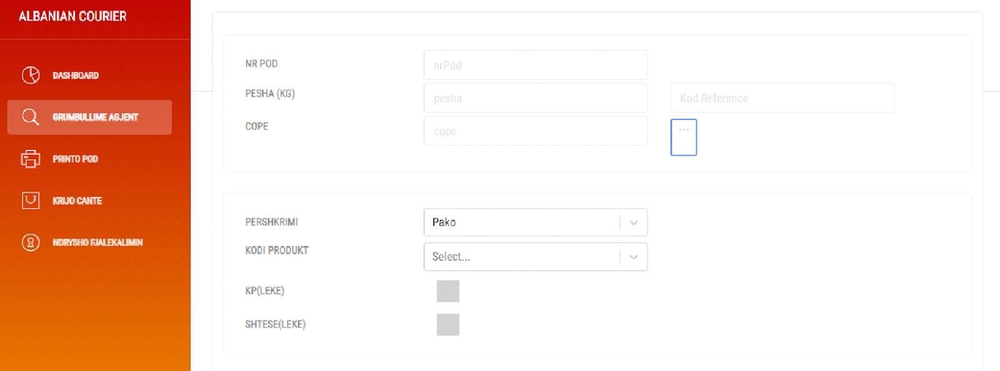 ALBANIAN COURIER
DASHBOARD
GRUMBULLIME AGJENT
PRINTO POD
KRIJO CANTE
NDRYSHO FJALEKALIMIN
NR POD
nrPod
PESHA (KG)
pesha
Kod Reference
COPE
cope
...
PERSHKRIMI
Pako
KODI PRODUKT
Select...
KP(LEKE)
SHTESE(LEKE)